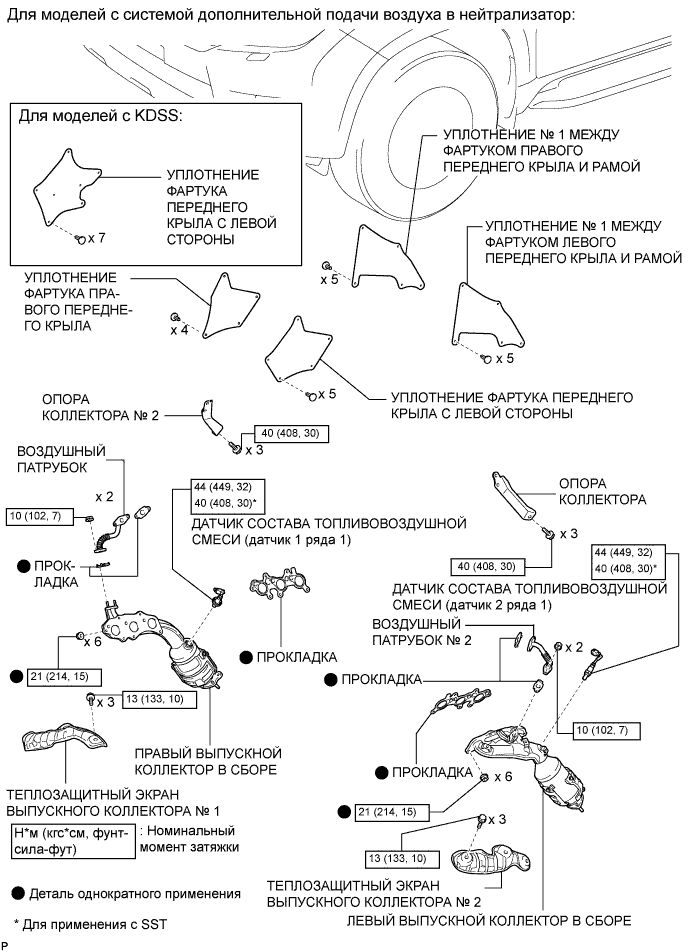 Для моделей с системой дополнительной подачи воздуха в нейтрализатор:
Для моделей с KDSS:
УПЛОТНЕНИЕ
ФАРТУКА
ПЕРЕДНЕГО
КРЫЛА С ЛЕВОЙ
СТОРОНЫ
x 7
УПЛОТНЕНИЕ № 1 МЕЖДУ
ФАРТУКОМ ПРАВОГО
ПЕРЕДНЕГО КРЫЛА И РАМОЙ
УПЛОТНЕНИЕ № 1 МЕЖДУ
ФАРТУКОМ ЛЕВОГО
ПЕРЕДНЕГО КРЫЛА И РАМОЙ
x 5
УПЛОТНЕНИЕ
ФАРТУКА ПРА-
ВОГО ПЕРЕДНЕ-
ГО КРЫЛА
x 4
x 5
x 5
УПЛОТНЕНИЕ ФАРТУКА ПЕРЕДНЕГО
КРЫЛА С ЛЕВОЙ СТОРОНЫ
ОПОРА
КОЛЛЕКТОРА № 2
40 (408, 30)
x 3
ВОЗДУШНЫЙ
ПАТРУБОК
x 2
10 (102, 7)
44 (449, 32)
40 (408, 30)*
ДАТЧИК СОСТАВА ТОПЛИВОВОЗДУШНОЙ
СМЕСИ (датчик 1 ряда 1)
ОПОРА
КОЛЛЕКТОРА
x 3
40 (408, 30)
44 (449, 32)
40 (408, 30)*
ДАТЧИК СОСТАВА ТОПЛИВОВОЗДУШНОЙ
СМЕСИ (датчик 2 ряда 1)
ПРОК-
ЛАДКА
ВОЗДУШНЫЙ
ПАТРУБОК № 2
x 2
x 6
21 (214, 15)
ПРОКЛАДКА
ПРОКЛАДКА
x 3
13 (133, 10)
10 (102, 7)
ПРАВЫЙ ВЫПУСКНОЙ
КОЛЛЕКТОР В СБОРЕ
ПРОКЛАДКА
x 6
ТЕПЛОЗАЩИТНЫЙ ЭКРАН
ВЫПУСКНОГО КОЛЛЕКТОРА № 1
21 (214, 15)
x 3
Н*м (кгс*см, фунт-
сила-фут)
: Номинальный
момент затяжки
13 (133, 10)
ТЕПЛОЗАЩИТНЫЙ ЭКРАН
ВЫПУСКНОГО КОЛЛЕКТОРА № 2
Деталь однократного применения
ЛЕВЫЙ ВЫПУСКНОЙ КОЛЛЕКТОР В СБОРЕ
* Для применения с SST
P